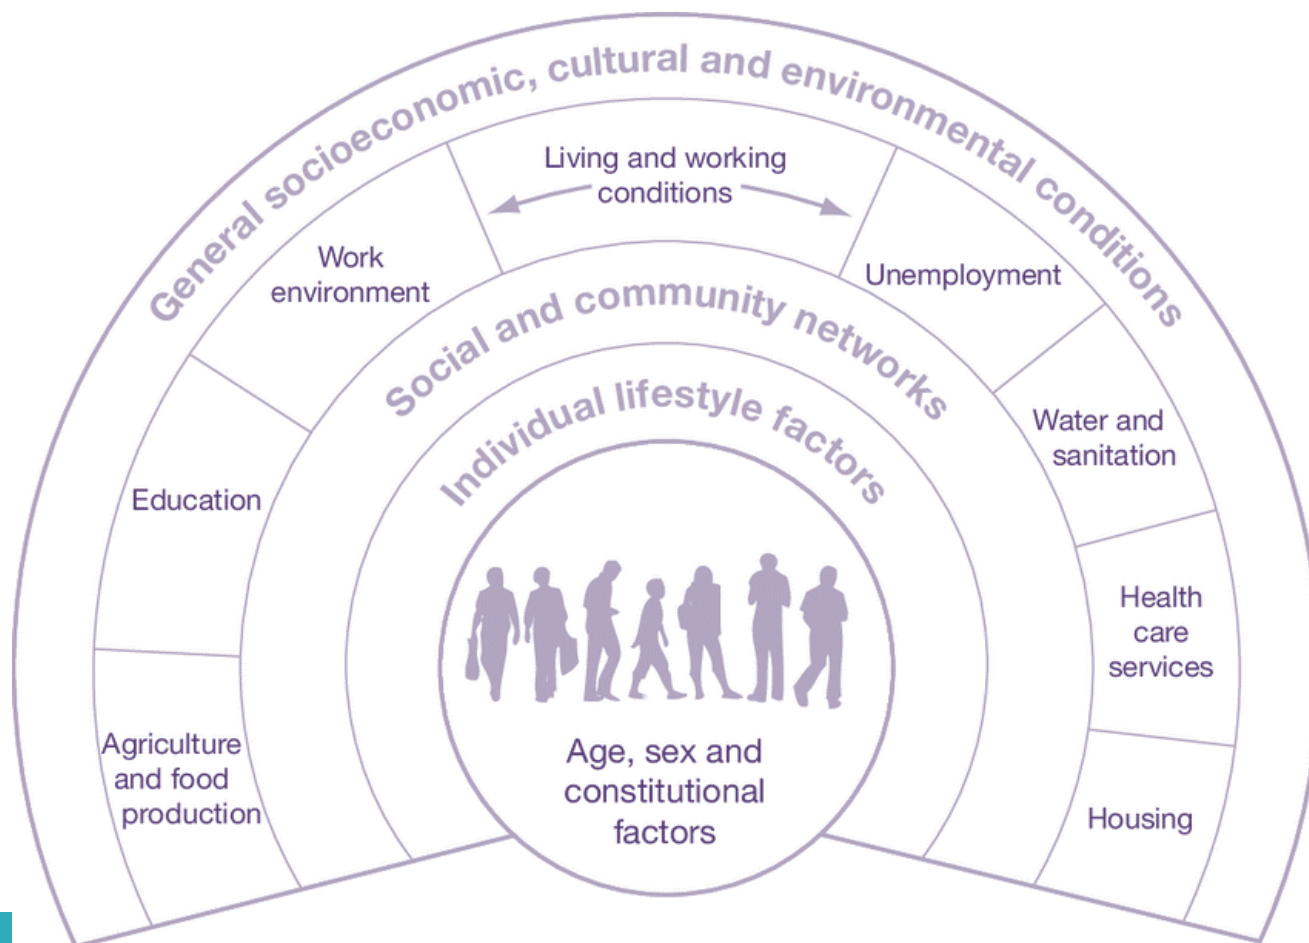 General socioeconomic, cultural and environmental conditions
Living and working
conditions
Work
environment
Unemployment
Social and community networks
Water and
sanitation
Individual lifestyle factors
Education
Health
care
services
Agriculture
and food
production
Housing
Age, sex and
constitutional
factors